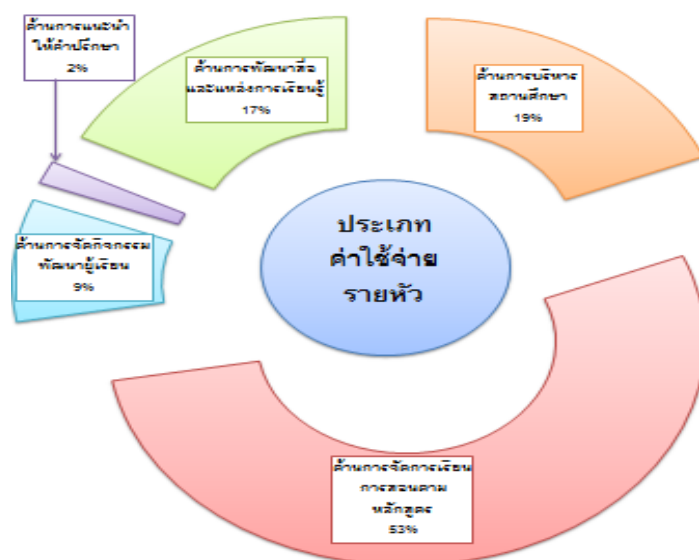 ด้านการแนะนำ
ให้คำปรึกษา
2%
ด้านการพัฒนาสื่อ
และแหล่งการเรียนรู้
17%
ด้านการบริหาร
สถานศึกษา
19%
ประเภท
ค่าใช้จ่าย
รายหัว
ด้านการจัดกิจกรรม
พัฒนาผู้เรียน
9%
ด้านการจัดการเรียน
การสอนตาม
หลักสูตร
53%